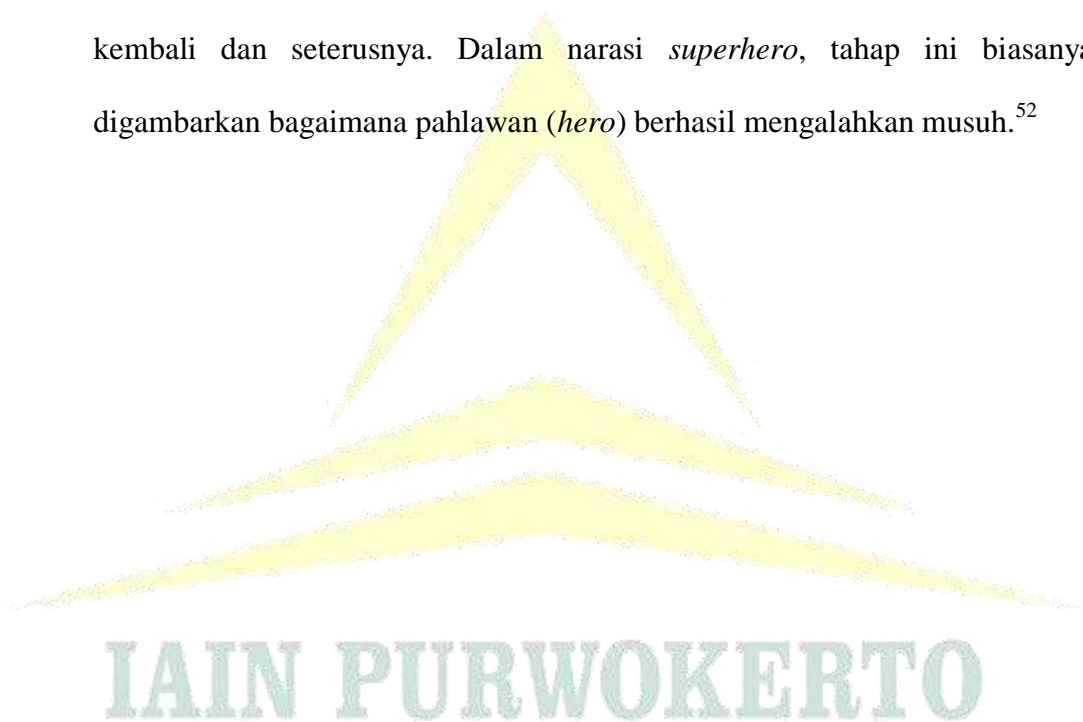 kembali dan seterusnya. Dalam narasi superhero, tahap ini biasanya
digambarkan bagaimana pahlawan (hero) berhasil mengalahkan musuh.52
IAIN PURWOKERTO